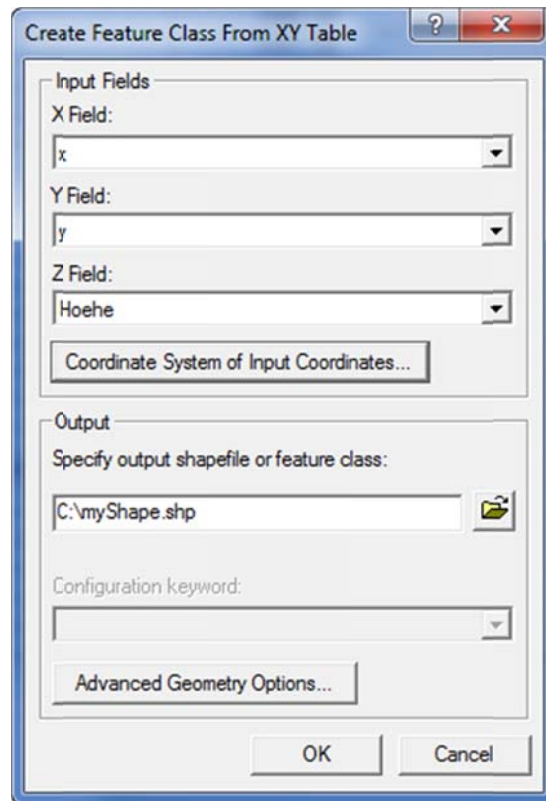 Create Feature Class From XY Table
?
X
Input Fields
X Field:
x
Y Field:
y
Z Field:
Hoehe
Coordinate System of Input Coordinates...
Output
Specify output shapefile or feature class:
C:\myShape.shp
Configuration keyword:
Advanced Geometry Options...
OK
Cancel